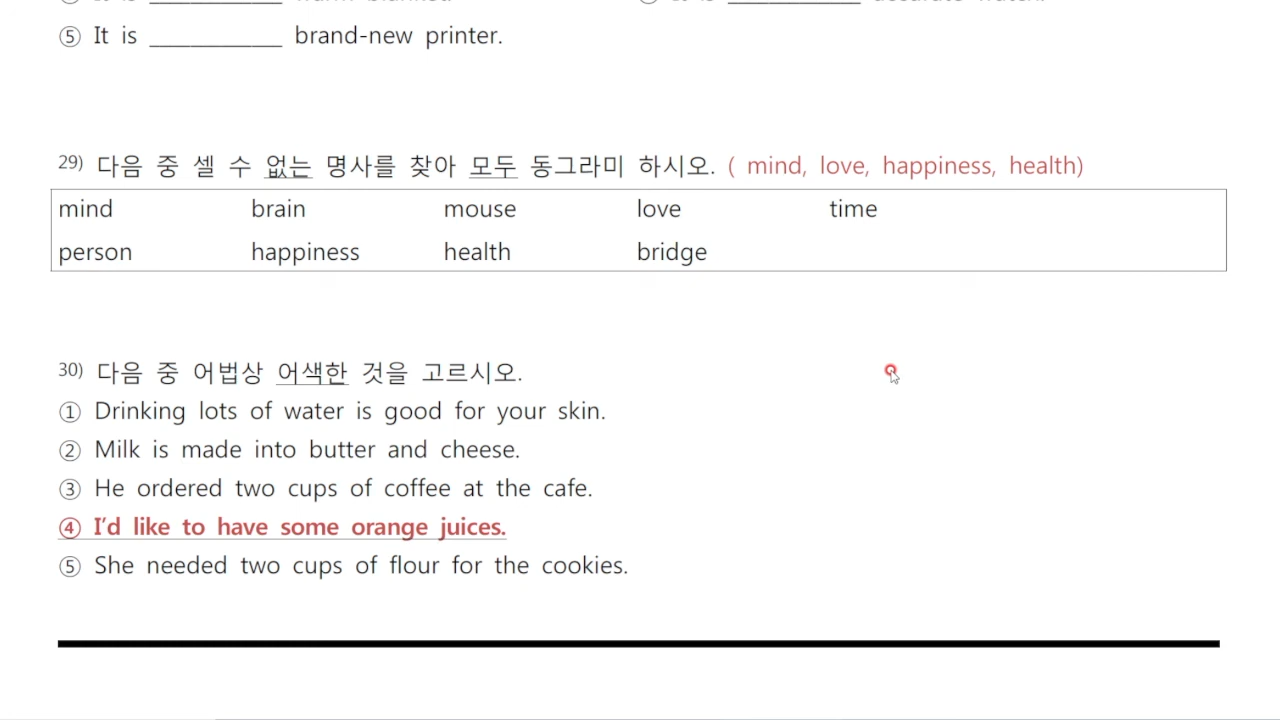 ⑤ It is ____________ brand-new printer.
29) 다음 중 셀 수 없는 명사를 찾아 모두 동그라미 하시오. ( mind, love, happiness, health)
mind brain mouse love time
person happiness health bridge
30) 다음 중 어법상 어색한 것을 고르시오.
① Drinking lots of water is good for your skin.
② Milk is made into butter and cheese.
③ He ordered two cups of coffee at the cafe.
④ I’d like to have some orange juices.
⑤ She needed two cups of flour for the cookies.